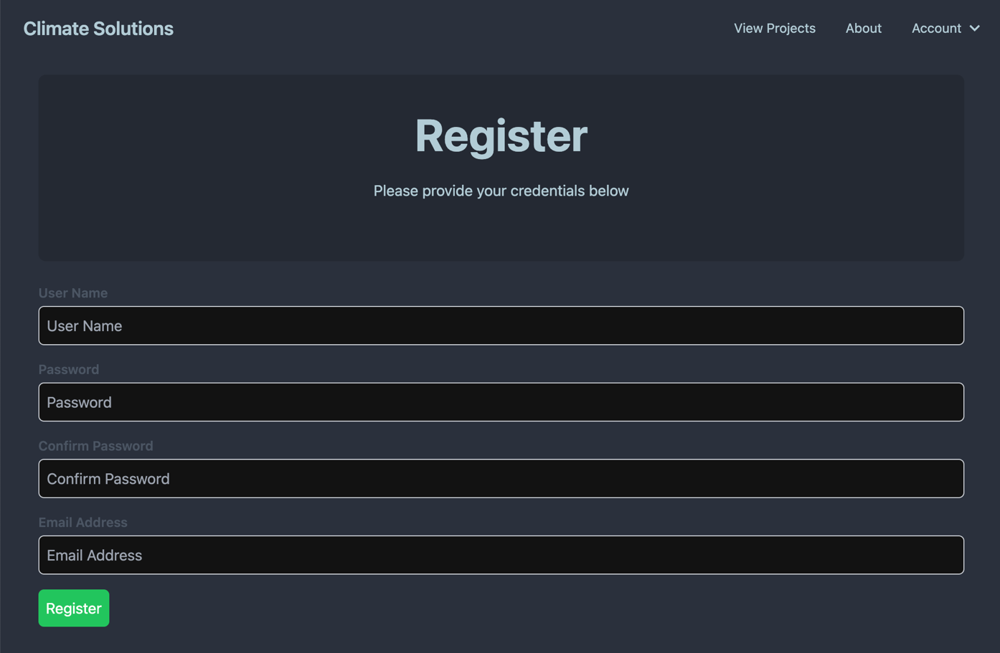 Climate Solutions
View Projects
About
Account
Register
Please provide your credentials below
User Name
User Name
Password
Password
Confirm Password
Confirm Password
Email Address
Email Address
Register